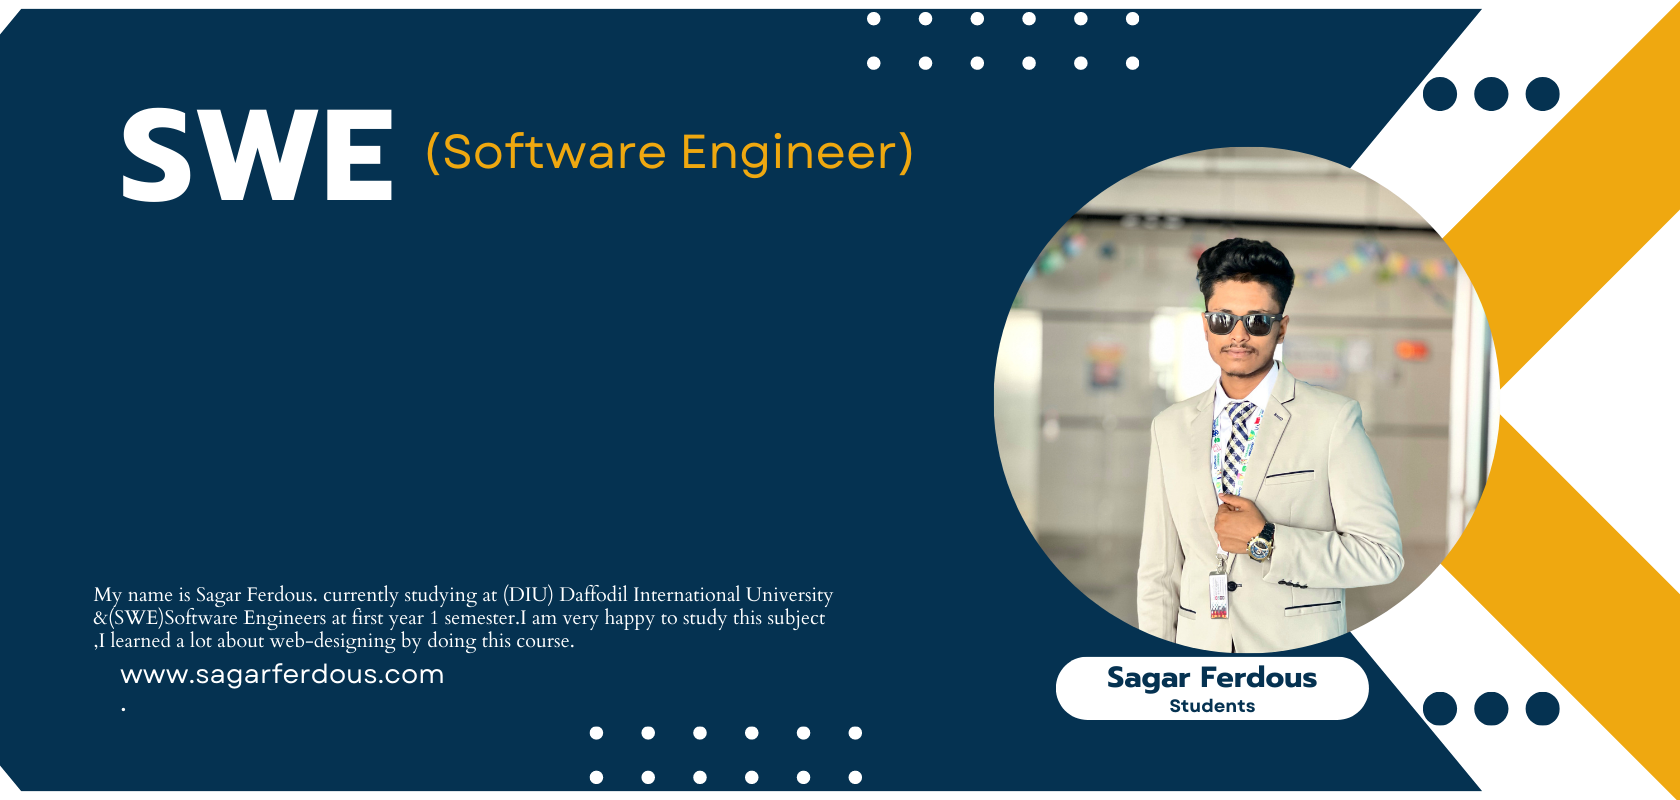 SWE (Software Engineer)
My name is Sagar Ferdous. currently studying at (DIU) Daffodil International University
&(SWE)Software Engineers at first year 1 semester.I am very happy to study this subject
,I learned a lot about web-designing by doing this course.
www.sagarferdous.com
.
Sagar Ferdous
Students